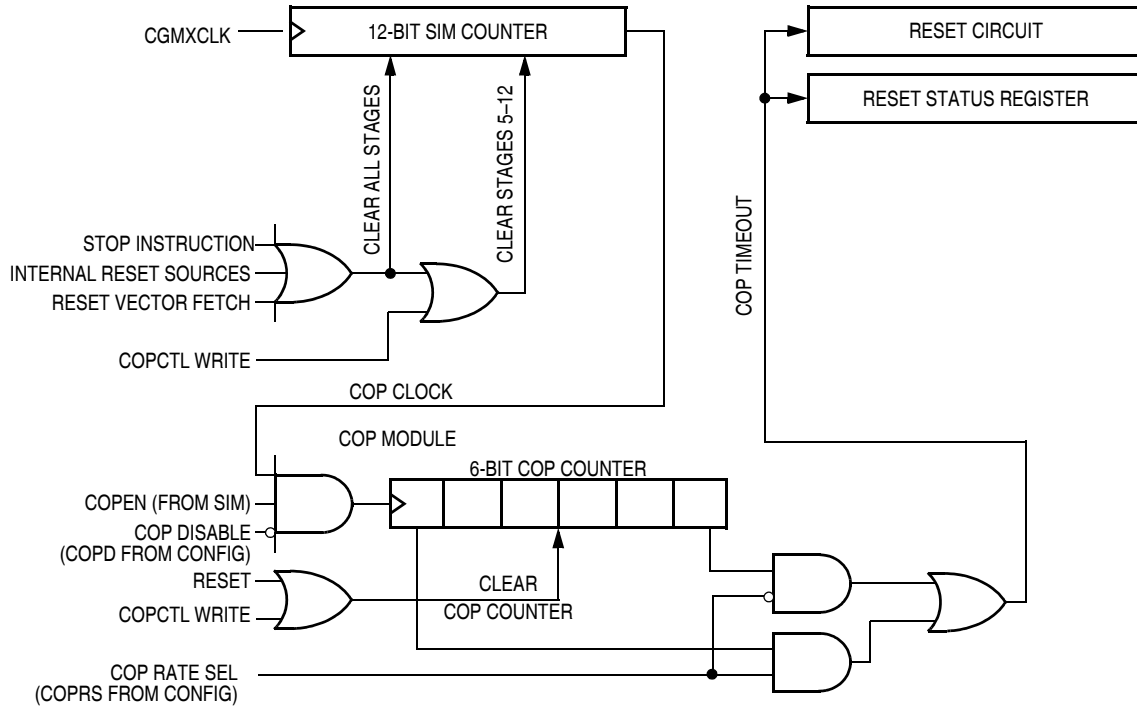 CGMXCLK
12-BIT SIM COUNTER
RESET CIRCUIT
RESET STATUS REGISTER
CLEAR ALL STAGES
CLEAR STAGES 5–12
COP TIMEOUT
STOP INSTRUCTION
INTERNAL RESET SOURCES
RESET VECTOR FETCH
COPCTL WRITE
COP CLOCK
COP MODULE
6-BIT COP COUNTER
COPEN (FROM SIM)
COP DISABLE
(COPD FROM CONFIG)
RESET
COPCTL WRITE
CLEAR
COP COUNTER
COP RATE SEL
(COPRS FROM CONFIG)